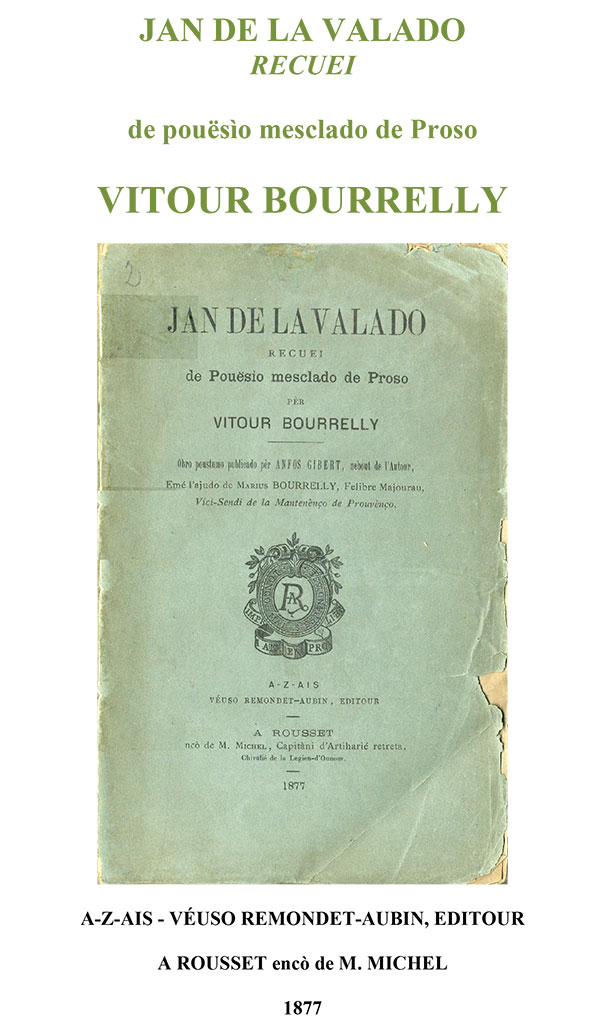 JAN DE LA VALADO
RECUEI
de pouësìo mesclado de Proso
VITOUR BOURRELLY
JAN DE LA VALADO
RECUEI
de Pouësio mesclado de Proso
PÈR
VITOUR BOURRELLY
Obro poustumo publicado pèr ANFOS GIBERT, nebout de l'Autour,
Emé l'ajudo de MARIUS BOURRELLY, Felibre Majourau,
Vici-Sendi de la Mantenènço de Prouvènço.
A-Z-AIS
VÉUSO REMONDET-AUBIN, EDITOUR
A ROUSSET
ncò de M. MICHEL, Capitàni d'Artiharié retreta,
Chivalié de la Legien-d'Ounour.
1877
A-Z-AIS - VÉUSO REMONDET-AUBIN, EDITOUR
A ROUSSET encò de M. MICHEL
1877